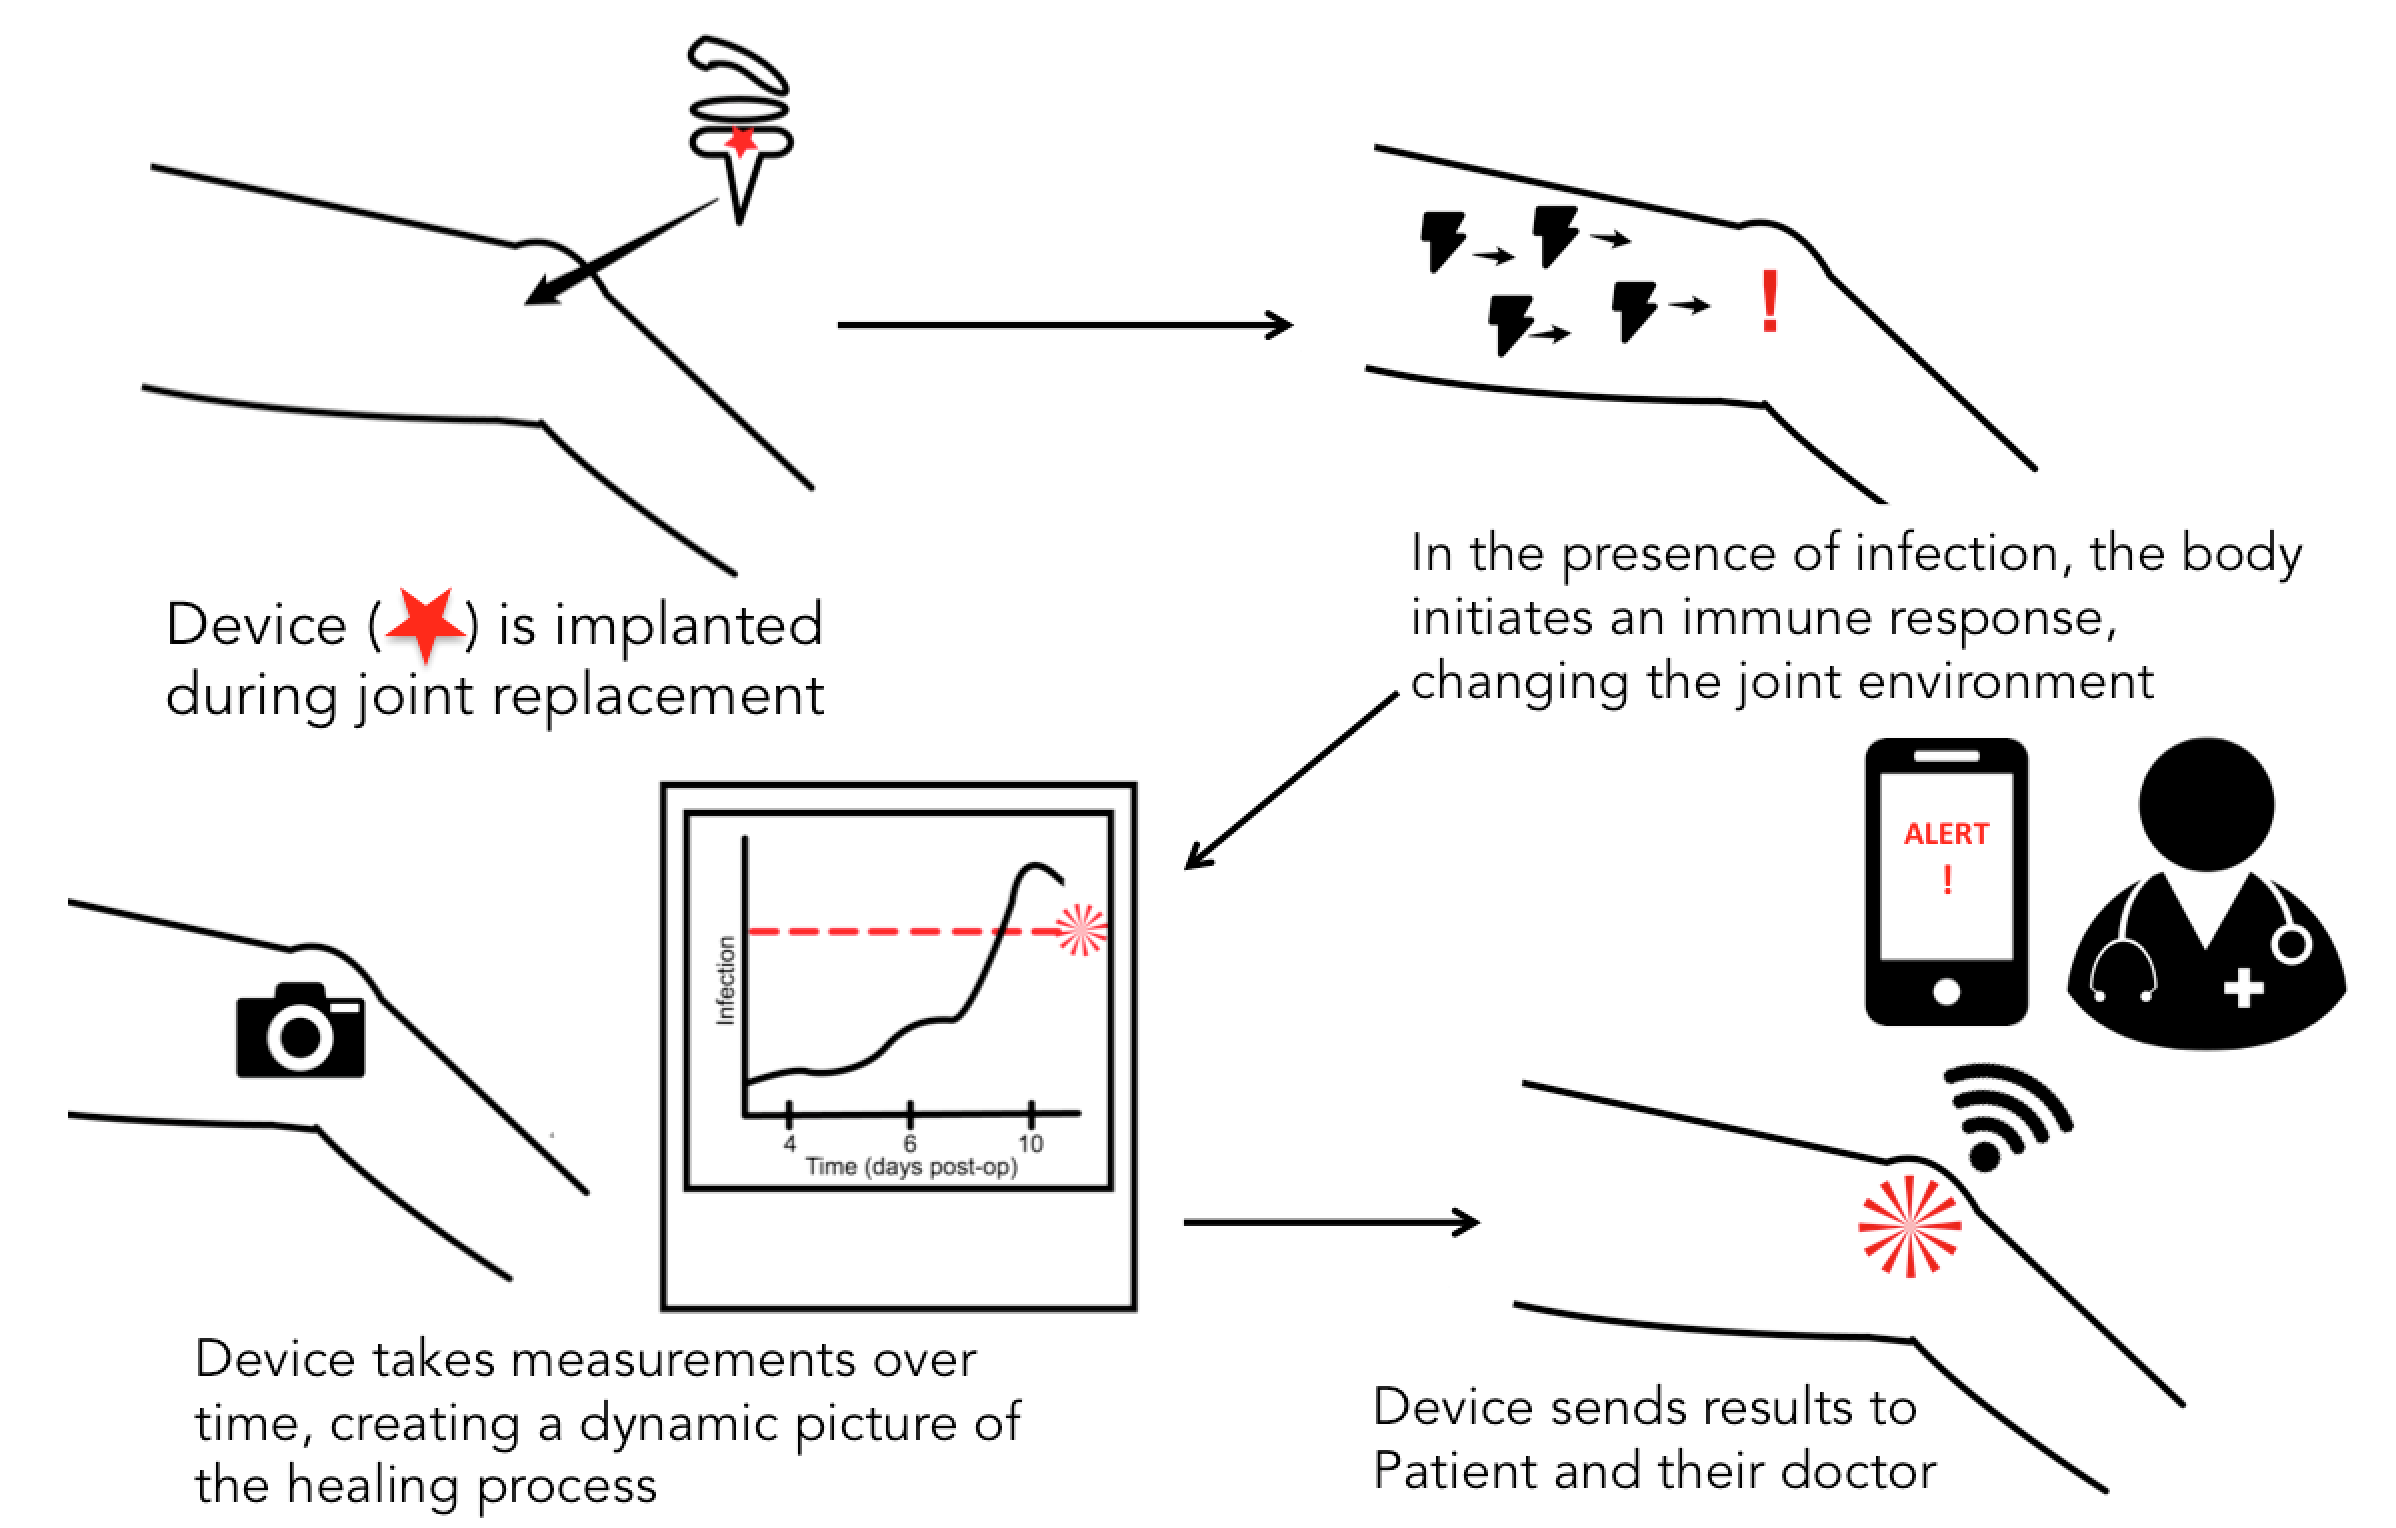 Device (★) is implanted
during joint replacement
!
In the presence of infection, the body
initiates an immune response,
changing the joint environment
Infection
4 6 10
Time (days post-op)
Device takes measurements over
time, creating a dynamic picture of
the healing process
ALERT
!
Device sends results to
Patient and their doctor